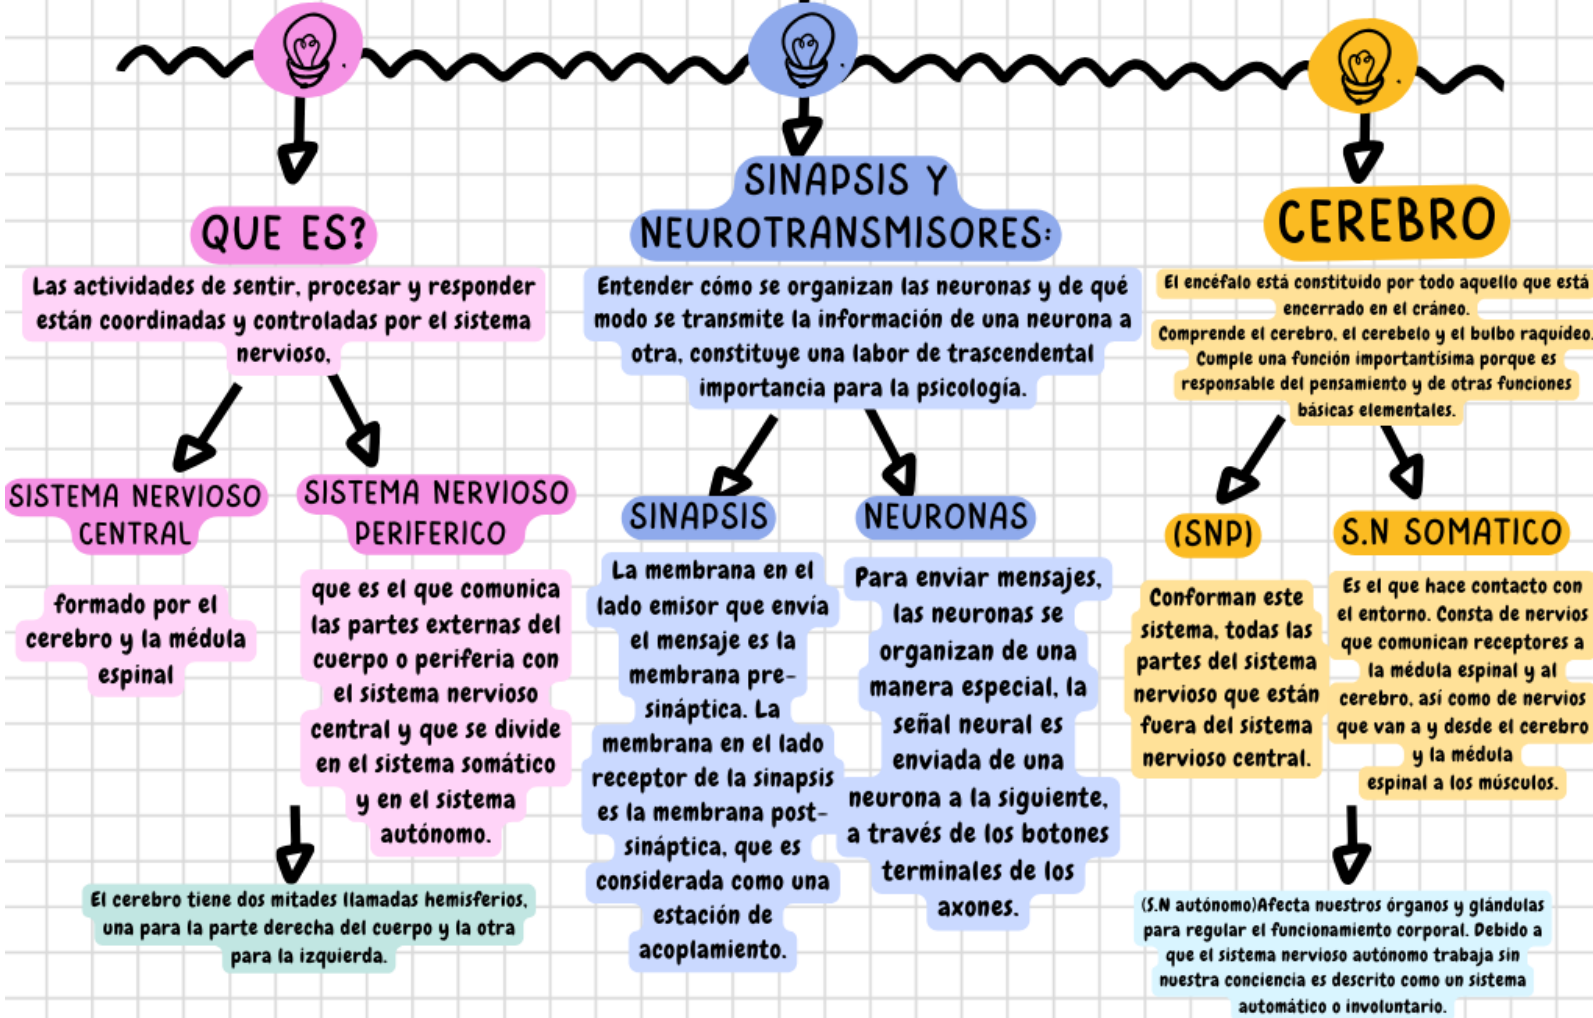 QUE ES?
Las actividades de sentir, procesar y responder
están coordinadas y controladas por el sistema
nervioso,
SISTEMA NERVIOSO
CENTRAL
formado por el
cerebro y la médula
espinal
SISTEMA NERVIOSO
PERIFERICO
que es el que comunica
las partes externas del
cuerpo o periferia con
el sistema nervioso
central y que se divide
en el sistema somático
y en el sistema
autónomo.
El cerebro tiene dos mitades llamadas hemisferios,
una para la parte derecha del cuerpo y la otra
para la izquierda.
SINAPSIS Y
NEUROTRANSMISORES:
Entender cómo se organizan las neuronas y de qué
modo se transmite la información de una neurona a
otra, constituye una labor de trascendental
importancia para la psicología.
SINAPSIS
La membrana en el
lado emisor que envía
el mensaje es la
membrana pre-
sináptica. La
membrana en el lado
receptor de la sinapsis
es la membrana post-
sináptica, que es
considerada como una
estación de
acoplamiento.
NEURONAS
Para enviar mensajes,
las neuronas se
organizan de una
manera especial, la
señal neural es
enviada de una
neurona a la siguiente,
a través de los botones
terminales de los
axones.
CEREBRO
El encéfalo está constituido por todo aquello que está
encerrado en el cráneo.
Comprende el cerebro, el cerebelo y el bulbo raquídeo.
Cumple una función importantísima porque es
responsable del pensamiento y de otras funciones
básicas elementales.
(SNP)
Conforman este
sistema, todas las
partes del sistema
nervioso que están
fuera del sistema
nervioso central.
S.N SOMATICO
Es el que hace contacto con
el entorno. Consta de nervios
que comunican receptores a
la médula espinal y al
cerebro, así como de nervios
que van a y desde el cerebro
y la médula
espinal a los músculos.
(S.N autónomo)Afecta nuestros órganos y glándulas
para regular el funcionamiento corporal. Debido a
que el sistema nervioso autónomo trabaja sin
nuestra conciencia es descrito como un sistema
automático o involuntario.